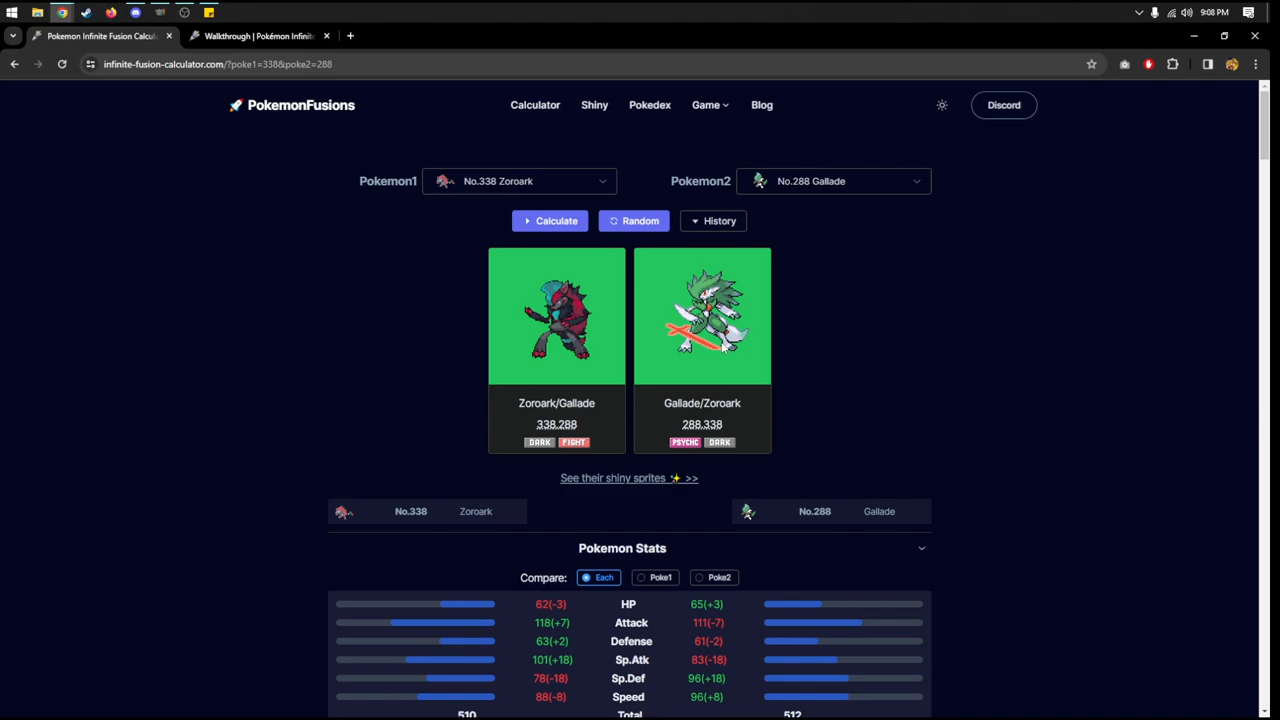 9:08 PM
Pokemon Infinite Fusion Calcul
Walkthrough | Pokémon Infinite
infinite-fusion-calculator.com/?poke1=338&poke2=288
PokemonFusions
Calculator
Shiny
Pokedex
Game
Blog
Discord
Pokemon1
No.338 Zoroark
Pokemon2
No.288 Gallade
Calculate
Random
History
Zoroark/Gallade
338.288
DARK FIGHT
Gallade/Zoroark
288.338
PSYCHC DARK
See their shiny sprites ✨ >>
No.338 Zoroark
No.288 Gallade
Pokemon Stats
Compare: Each Poke1 Poke2
62(-3) HP 65(+3)
118(+7) Attack 111(-7)
63(+2) Defense 61(-2)
101(+18) Sp.Atk 83(-18)
78(-18) Sp.Def 96(+18)
88(-8) Speed 96(+8)
510 Total 512